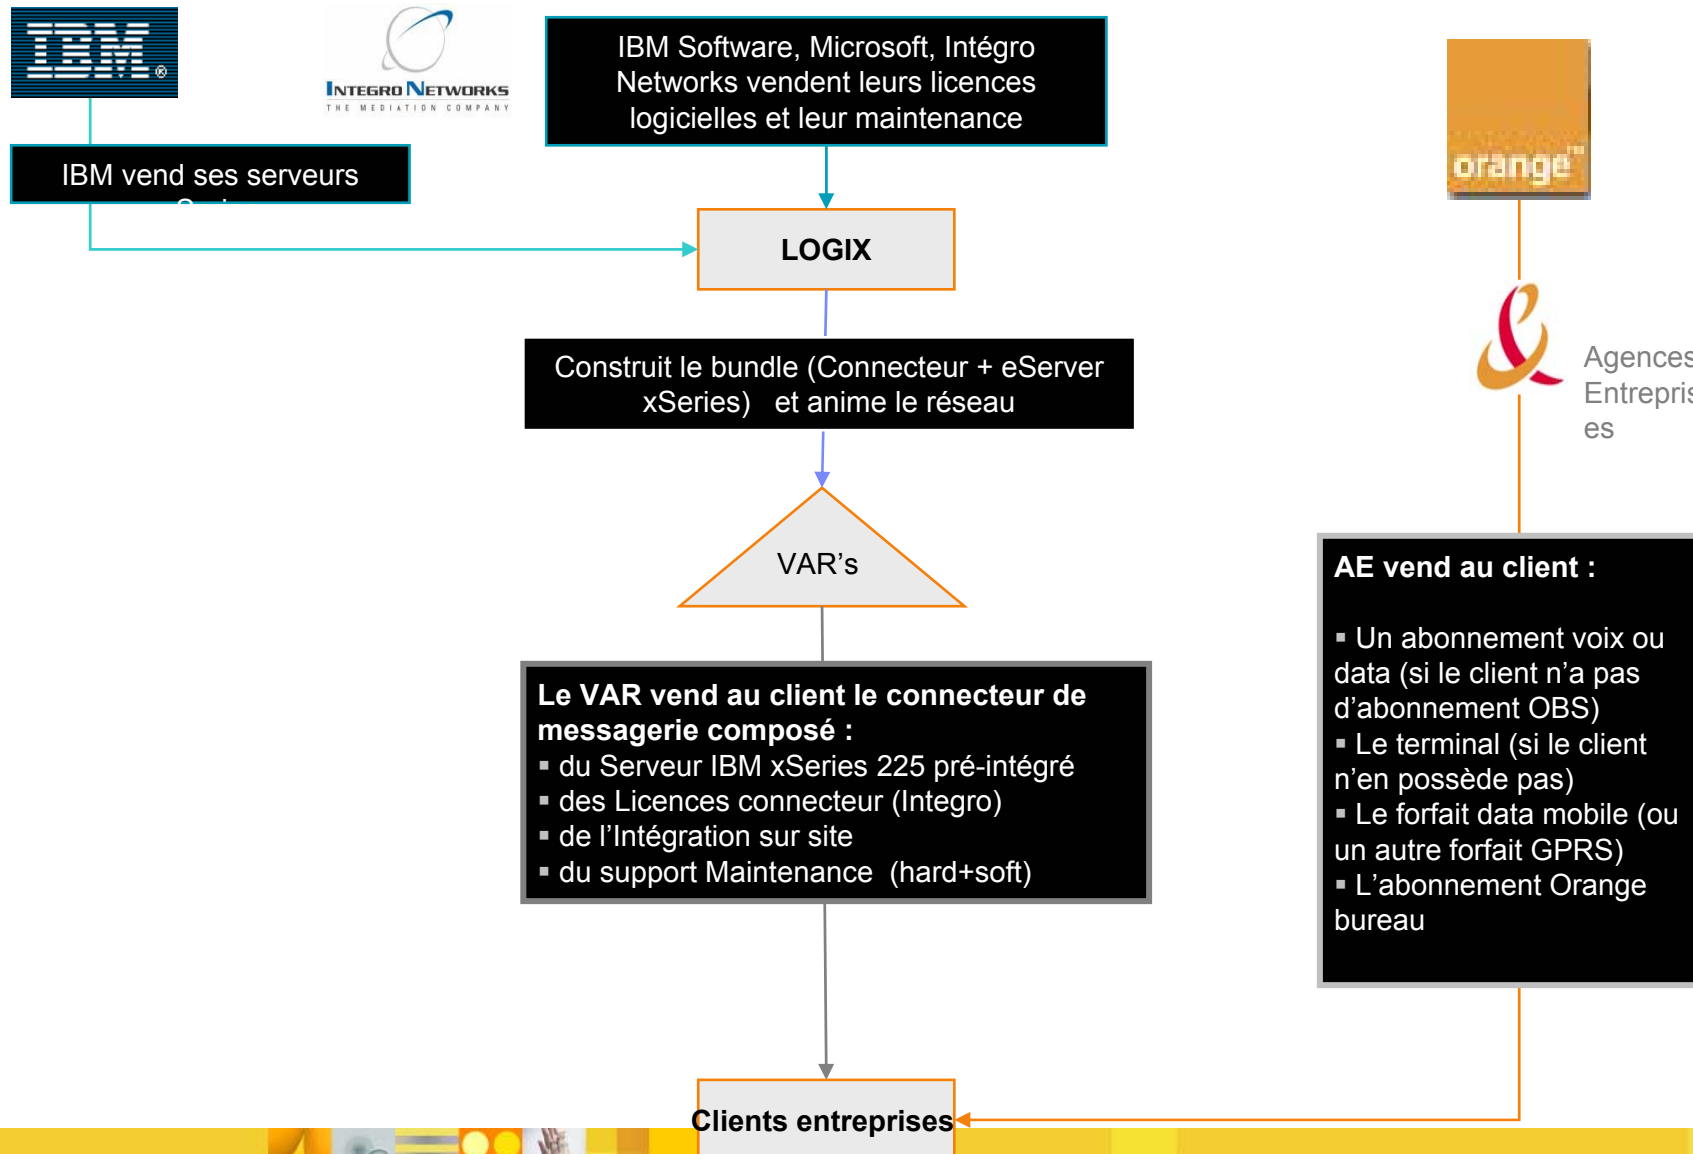 IBM®
INTEGRO NETWORKS
THE MEDIATION COMPANY
IBM Software, Microsoft, Intégro
Networks vendent leurs licences
logicielles et leur maintenance
orange™
IBM vend ses serveurs
LOGIX
Construit le bundle (Connecteur + eServer
xSeries) et anime le réseau
Agences
Entrepris
es
VAR’s
AE vend au client :
▪ Un abonnement voix ou
data (si le client n’a pas
d’abonnement OBS)
▪ Le terminal (si le client
n’en possède pas)
▪ Le forfait data mobile (ou
un autre forfait GPRS)
▪ L’abonnement Orange
bureau
Le VAR vend au client le connecteur de
messagerie composé :
▪ du Serveur IBM xSeries 225 pré-intégré
▪ des Licences connecteur (Integro)
▪ de l’Intégration sur site
▪ du support Maintenance (hard+soft)
Clients entreprises